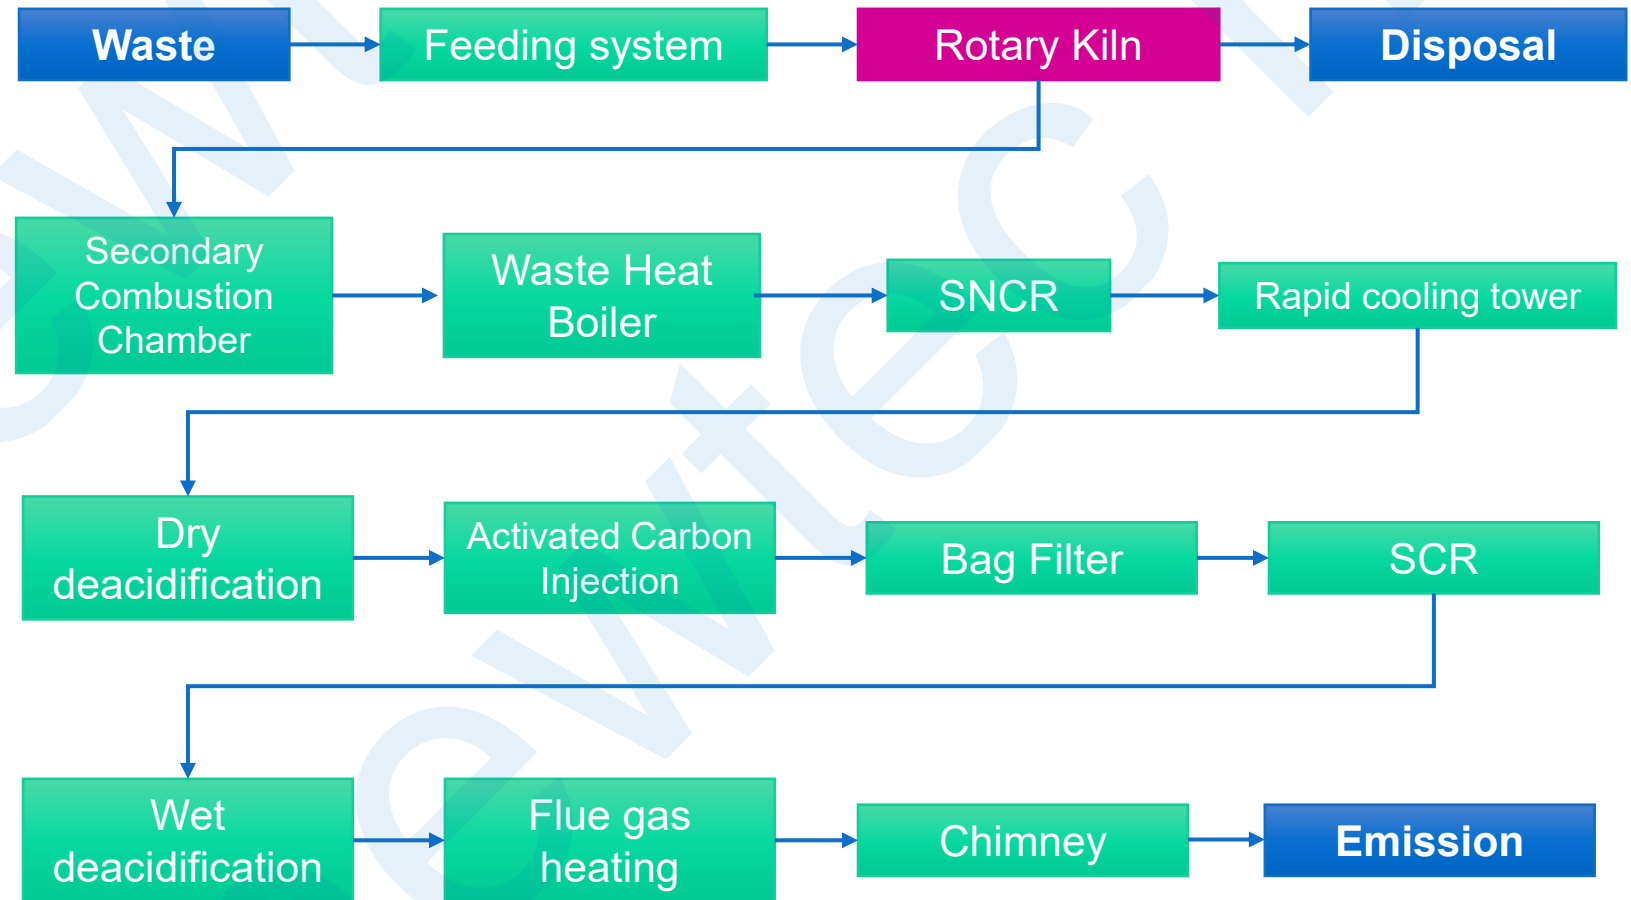 Waste
Feeding system
Rotary Kiln
Disposal
Secondary
Combustion
Chamber
Waste Heat
Boiler
SNCR
Rapid cooling tower
Dry
deacidification
Activated Carbon
Injection
Bag Filter
SCR
Wet
deacidification
Flue gas
heating
Chimney
Emission